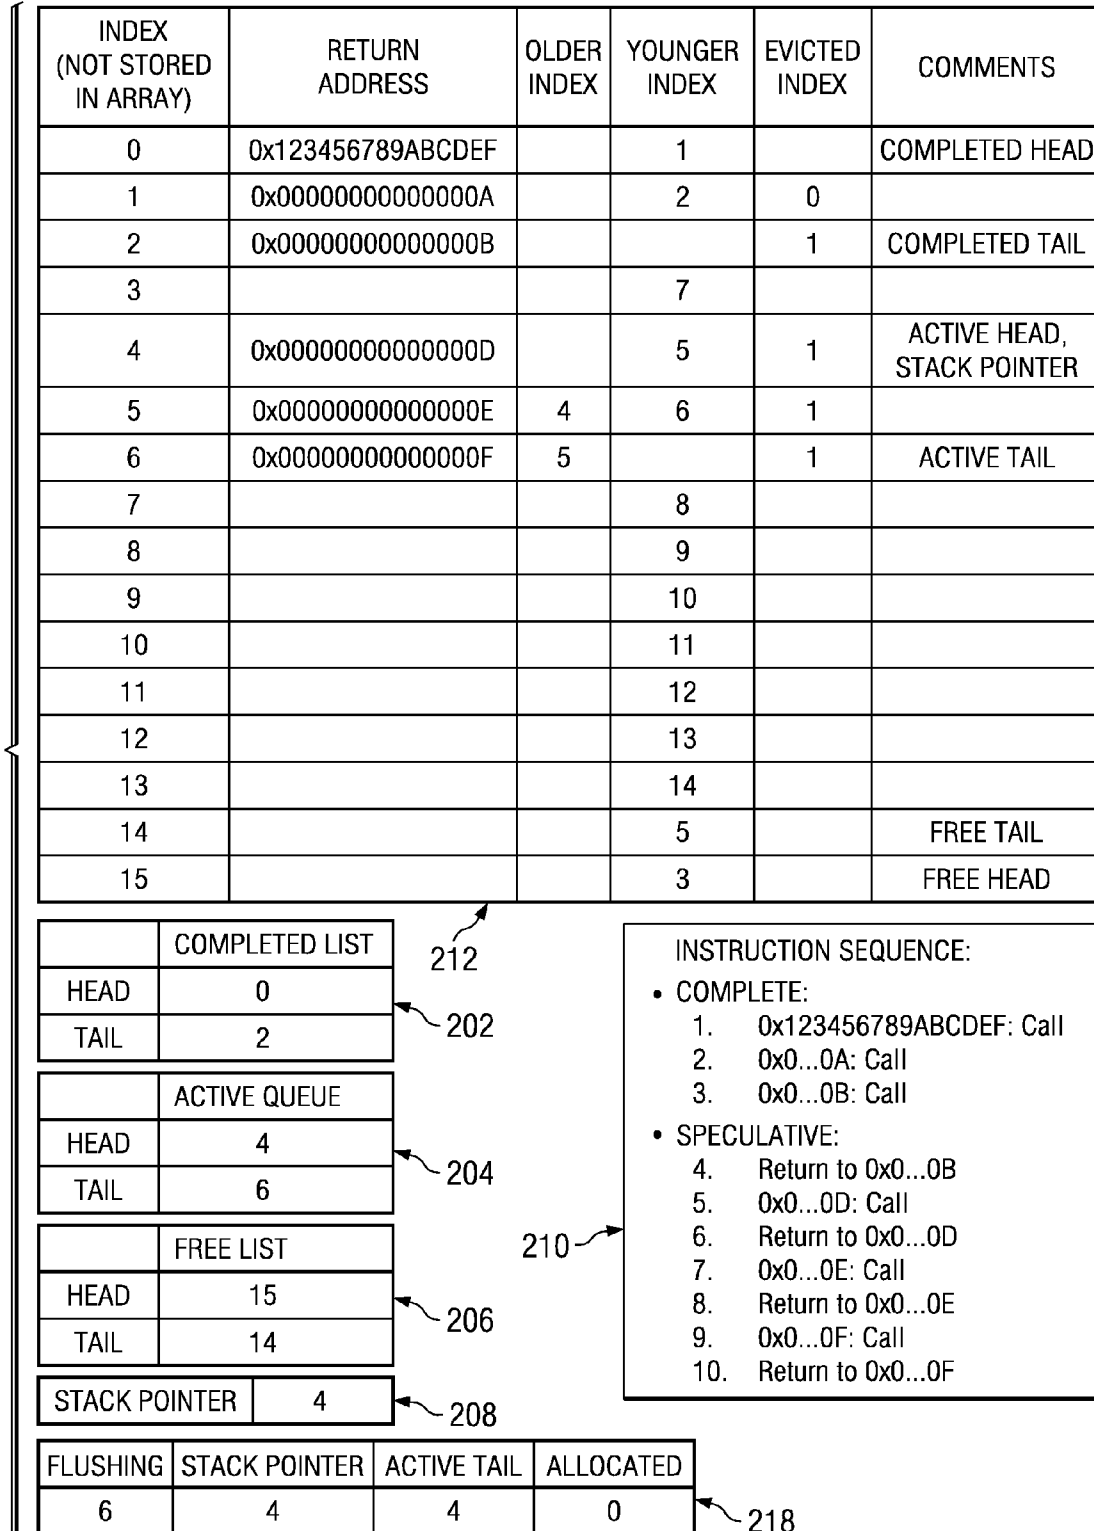 INDEX (NOT STORED IN ARRAY) RETURN ADDRESS OLDER INDEX YOUNGER INDEX EVICTED INDEX COMMENTS
0 0x123456789ABCDEF 1 COMPLETED HEAD
1 0x00000000000000A 2 0
2 0x00000000000000B 1 COMPLETED TAIL
3 7
4 0x00000000000000D 5 1 ACTIVE HEAD, STACK POINTER
5 0x00000000000000E 4 6 1
6 0x00000000000000F 5 1 ACTIVE TAIL
7 8
8 9
9 10
10 11
11 12
12 13
13 14
14 5 FREE TAIL
15 3 FREE HEAD
212
COMPLETED LIST
HEAD 0
TAIL 2
202
ACTIVE QUEUE
HEAD 4
TAIL 6
204
FREE LIST
HEAD 15
TAIL 14
206
STACK POINTER 4
208
INSTRUCTION SEQUENCE:
• COMPLETE:
1. 0x123456789ABCDEF: Call
2. 0x0...0A: Call
3. 0x0...0B: Call
• SPECULATIVE:
4. Return to 0x0...0B
5. 0x0...0D: Call
6. Return to 0x0...0D
7. 0x0...0E: Call
8. Return to 0x0...0E
9. 0x0...0F: Call
10. Return to 0x0...0F
210
FLUSHING STACK POINTER ACTIVE TAIL ALLOCATED
6 4 4 0
218